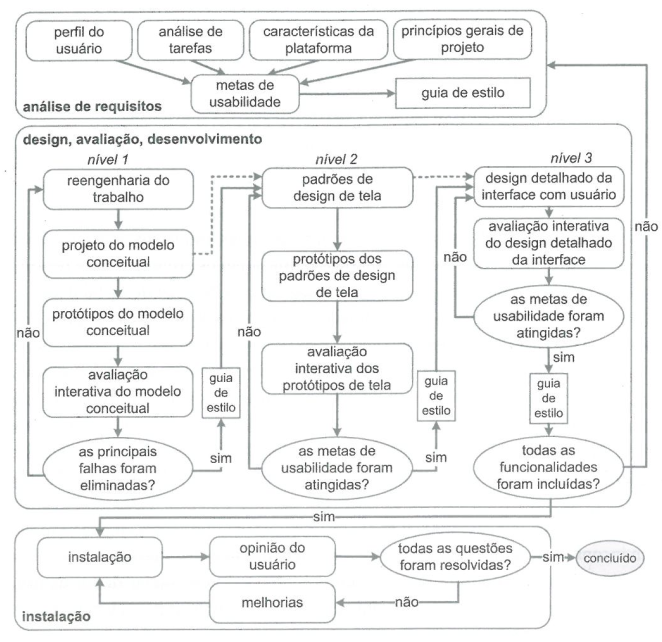 perfil do
usuário
análise de
tarefas
características da
plataforma
princípios gerais de
projeto
metas de
usabilidade
guia de estilo
análise de requisitos
design, avaliação, desenvolvimento
nível 1
nível 2
nível 3
reengenharia do
trabalho
projeto do modelo
conceitual
protótipos do modelo
conceitual
avaliação
interativa do modelo
conceitual
as principais
falhas foram
eliminadas?
não
sim
guia
de
estilo
padrões de
design de tela
protótipos dos
padrões de design
de tela
avaliação
interativa dos
protótipos de tela
as metas de
usabilidade foram
atingidas?
não
sim
guia
de
estilo
design detalhado da
interface com usuário
avaliação interativa
do design detalhado
da interface
não
as metas de
usabilidade foram
atingidas?
sim
guia
de
estilo
todas as
funcionalidades
foram incluídas?
não
sim
instalação
opinião do
usuário
todas as questões
foram resolvidas?
sim
concluído
melhorias
não
instalação